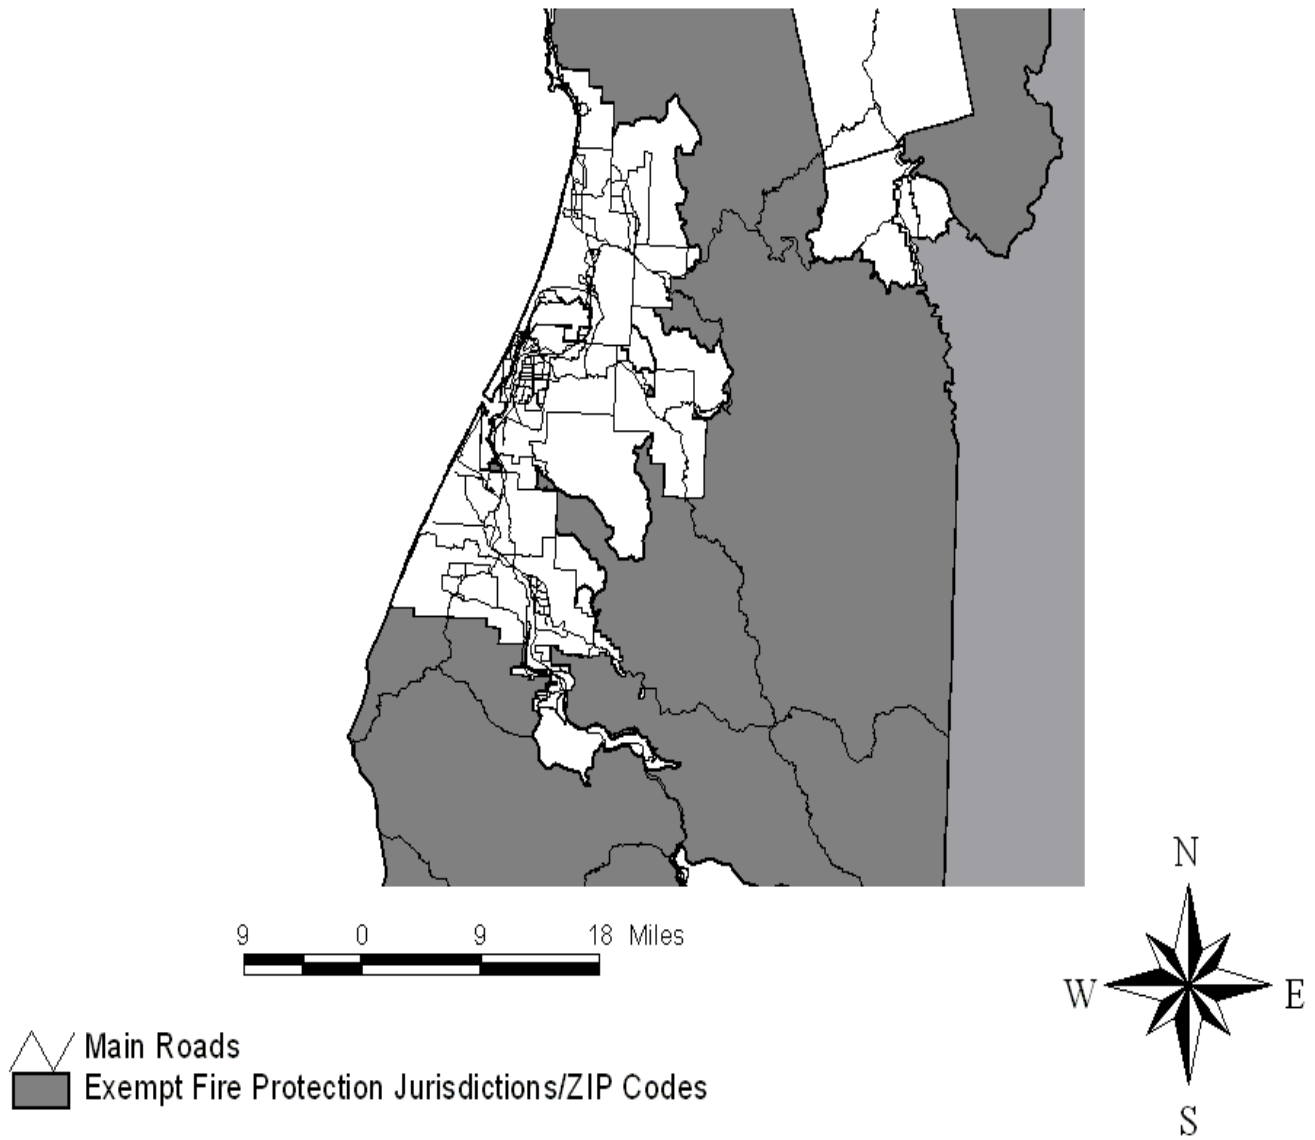 N
9 0 9 18 Miles
W E
Main Roads
Exempt Fire Protection Jurisdictions/ZIP Codes
S